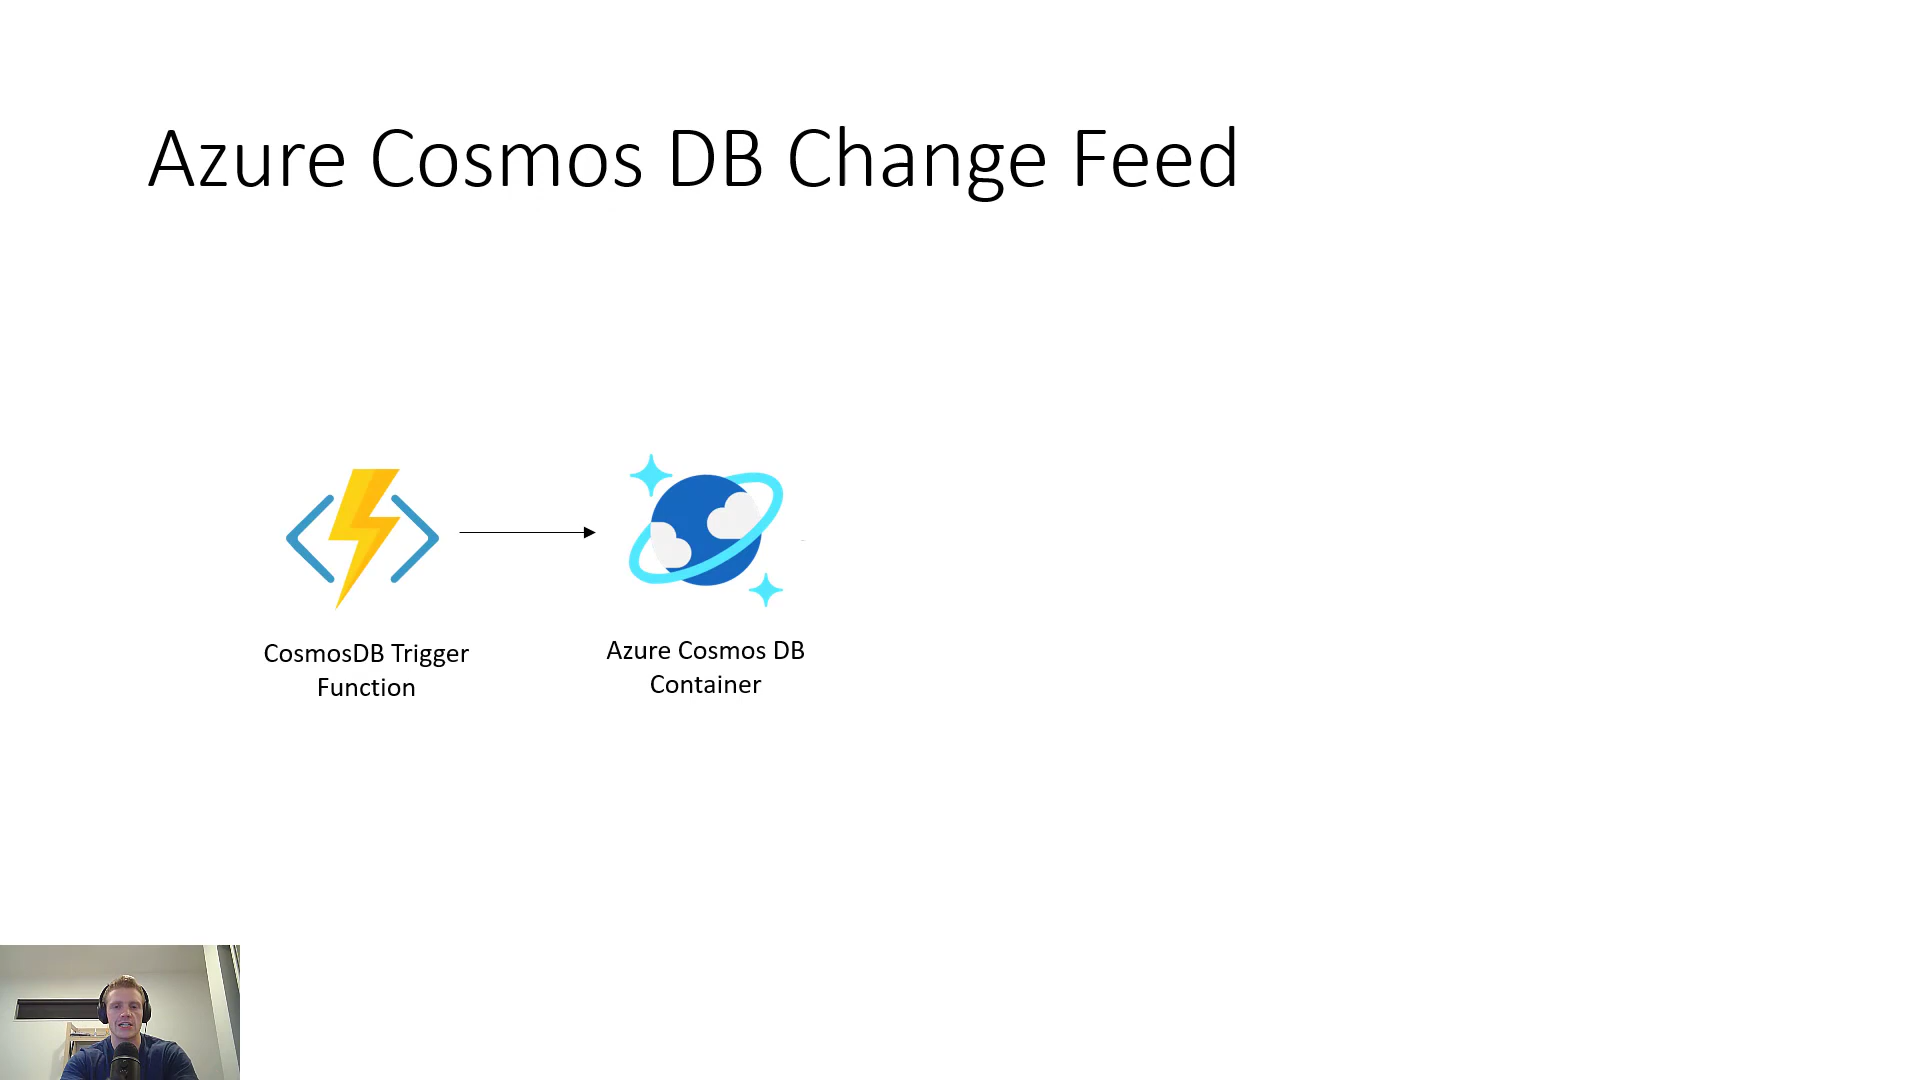 Azure Cosmos DB Change Feed
CosmosDB Trigger
Function
Azure Cosmos DB
Container